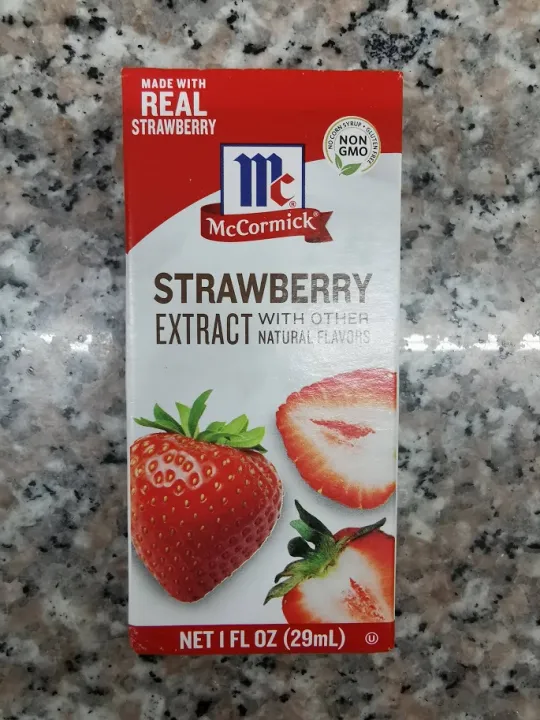 MADE WITH
REAL
STRAWBERRY
NO CORN SYRUP • GLUTEN FREE
NON
GMO
Mc®
McCormick®
STRAWBERRY
EXTRACT WITH OTHER
NATURAL FLAVORS
NET 1 FL OZ (29mL) U